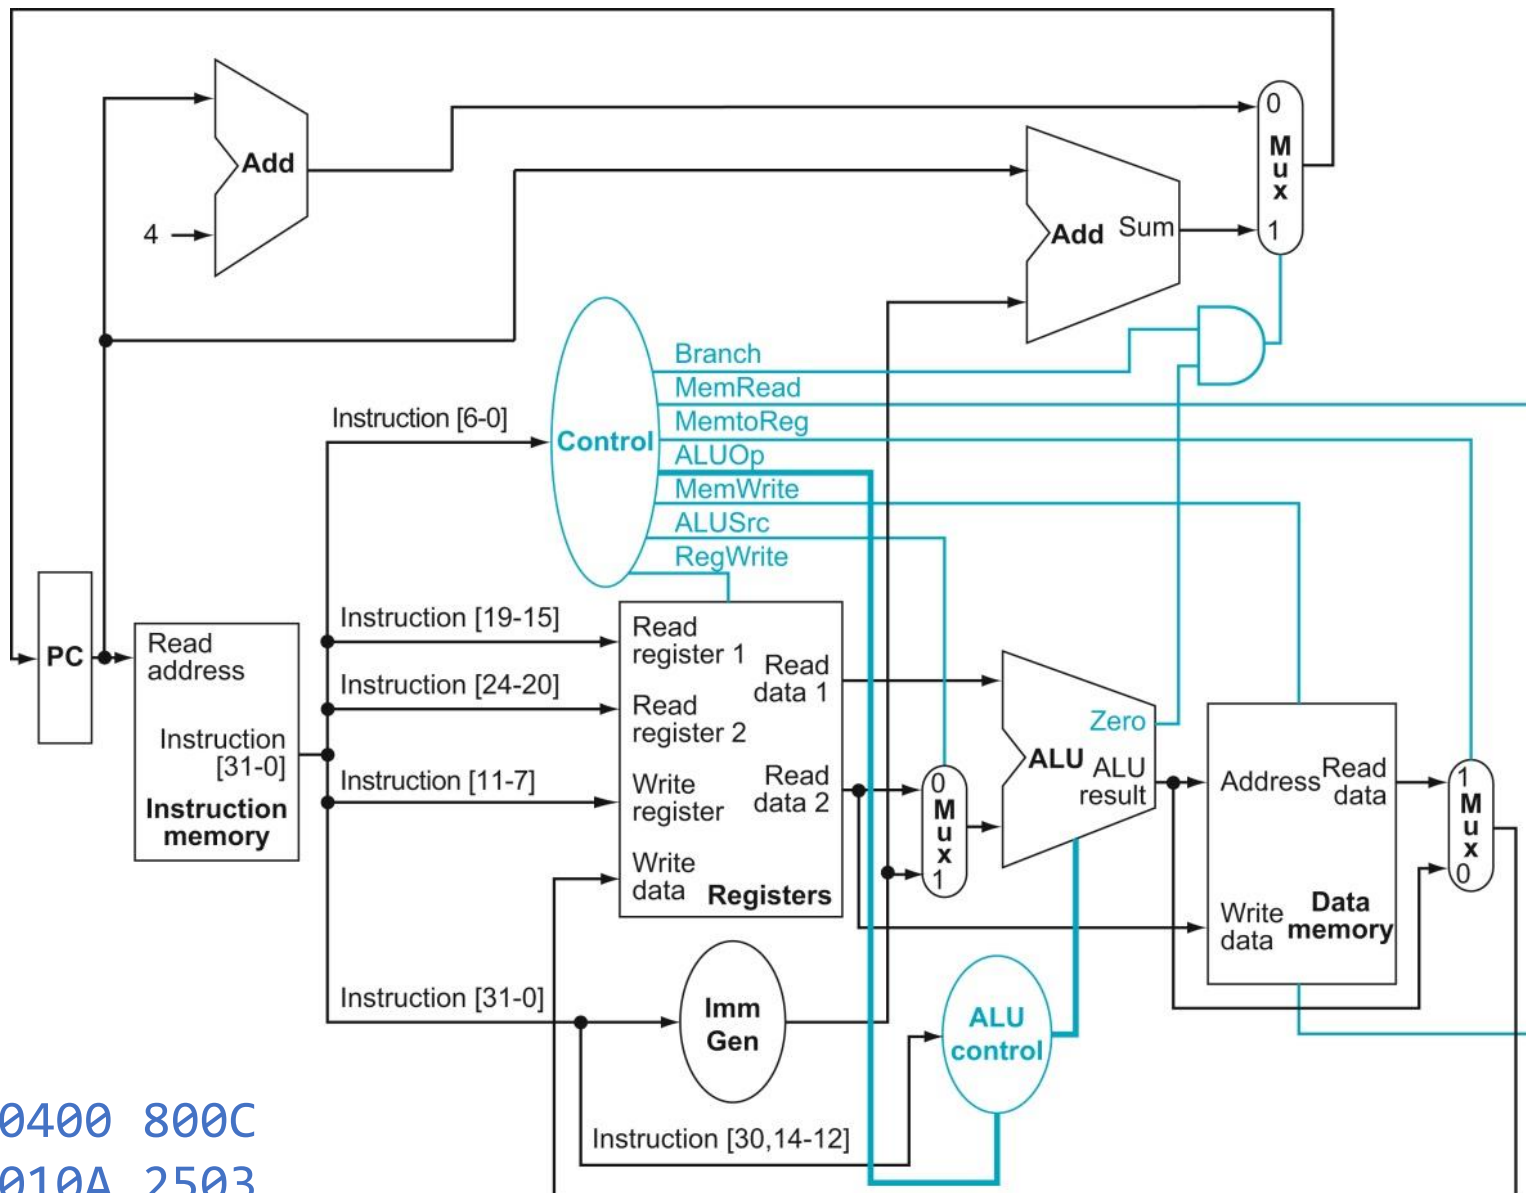 0
M
u
x
1
Add
4
Add Sum
Branch
MemRead
MemtoReg
ALUOp
MemWrite
ALUSrc
RegWrite
Instruction [6-0]
Control
Instruction [19-15]
Instruction [24-20]
Instruction [11-7]
PC
Read
address
Instruction
[31-0]
Instruction
memory
Read
register 1
Read
data 1
Read
register 2
Write
register
Read
data 2
Write
data
Registers
0
M
u
x
1
Zero
ALU
ALU
result
Address
Read
data
Write
data
Data
memory
1
M
u
x
0
Instruction [31-0]
Imm
Gen
ALU
control
Instruction [30,14-12]
0400 800C
010A 2503